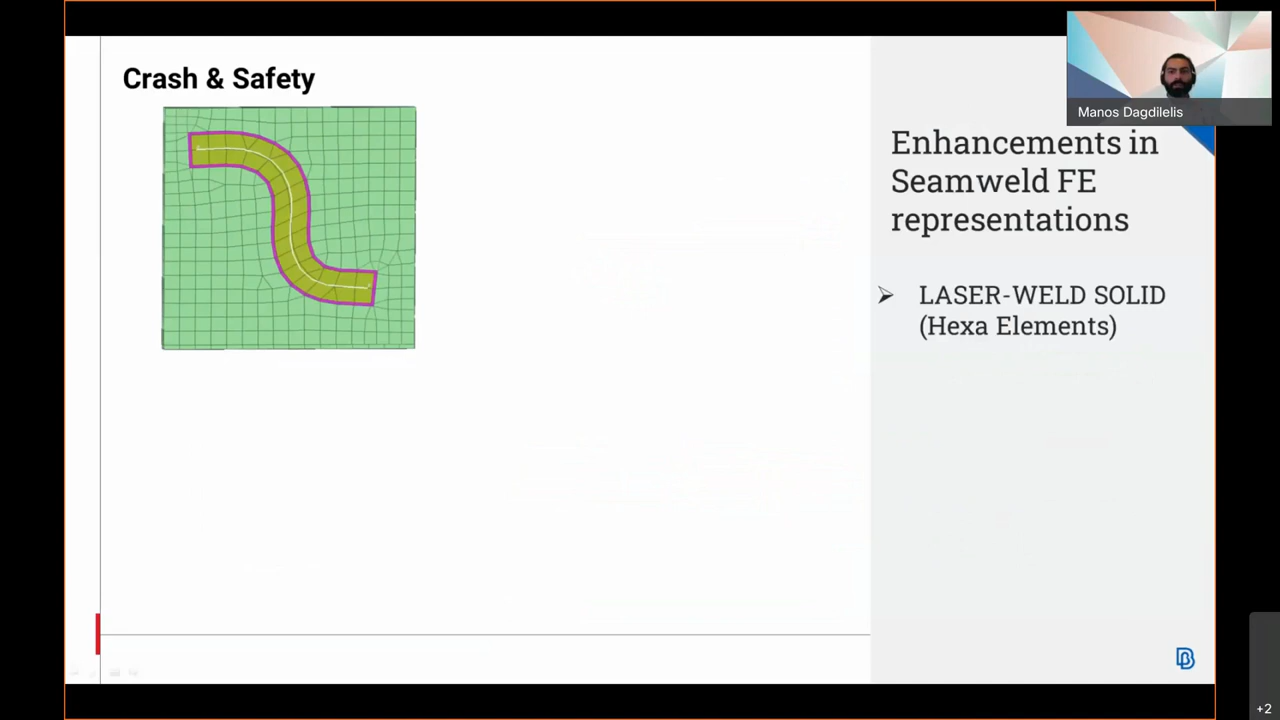 Crash & Safety
Manos Dagdilelis
Enhancements in
Seamweld FE
representations
➢ LASER-WELD SOLID
(Hexa Elements)
+2